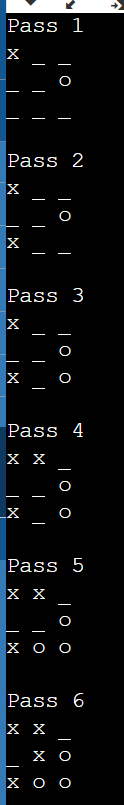 Pass 1
x _ _
_ _ o
_ _ _
Pass 2
x _ _
_ _ o
x _ _
Pass 3
x _ _
_ _ o
x _ o
Pass 4
x x _
_ _ o
x _ o
Pass 5
x x _
_ _ o
x o o
Pass 6
x x _
_ x o
x o o